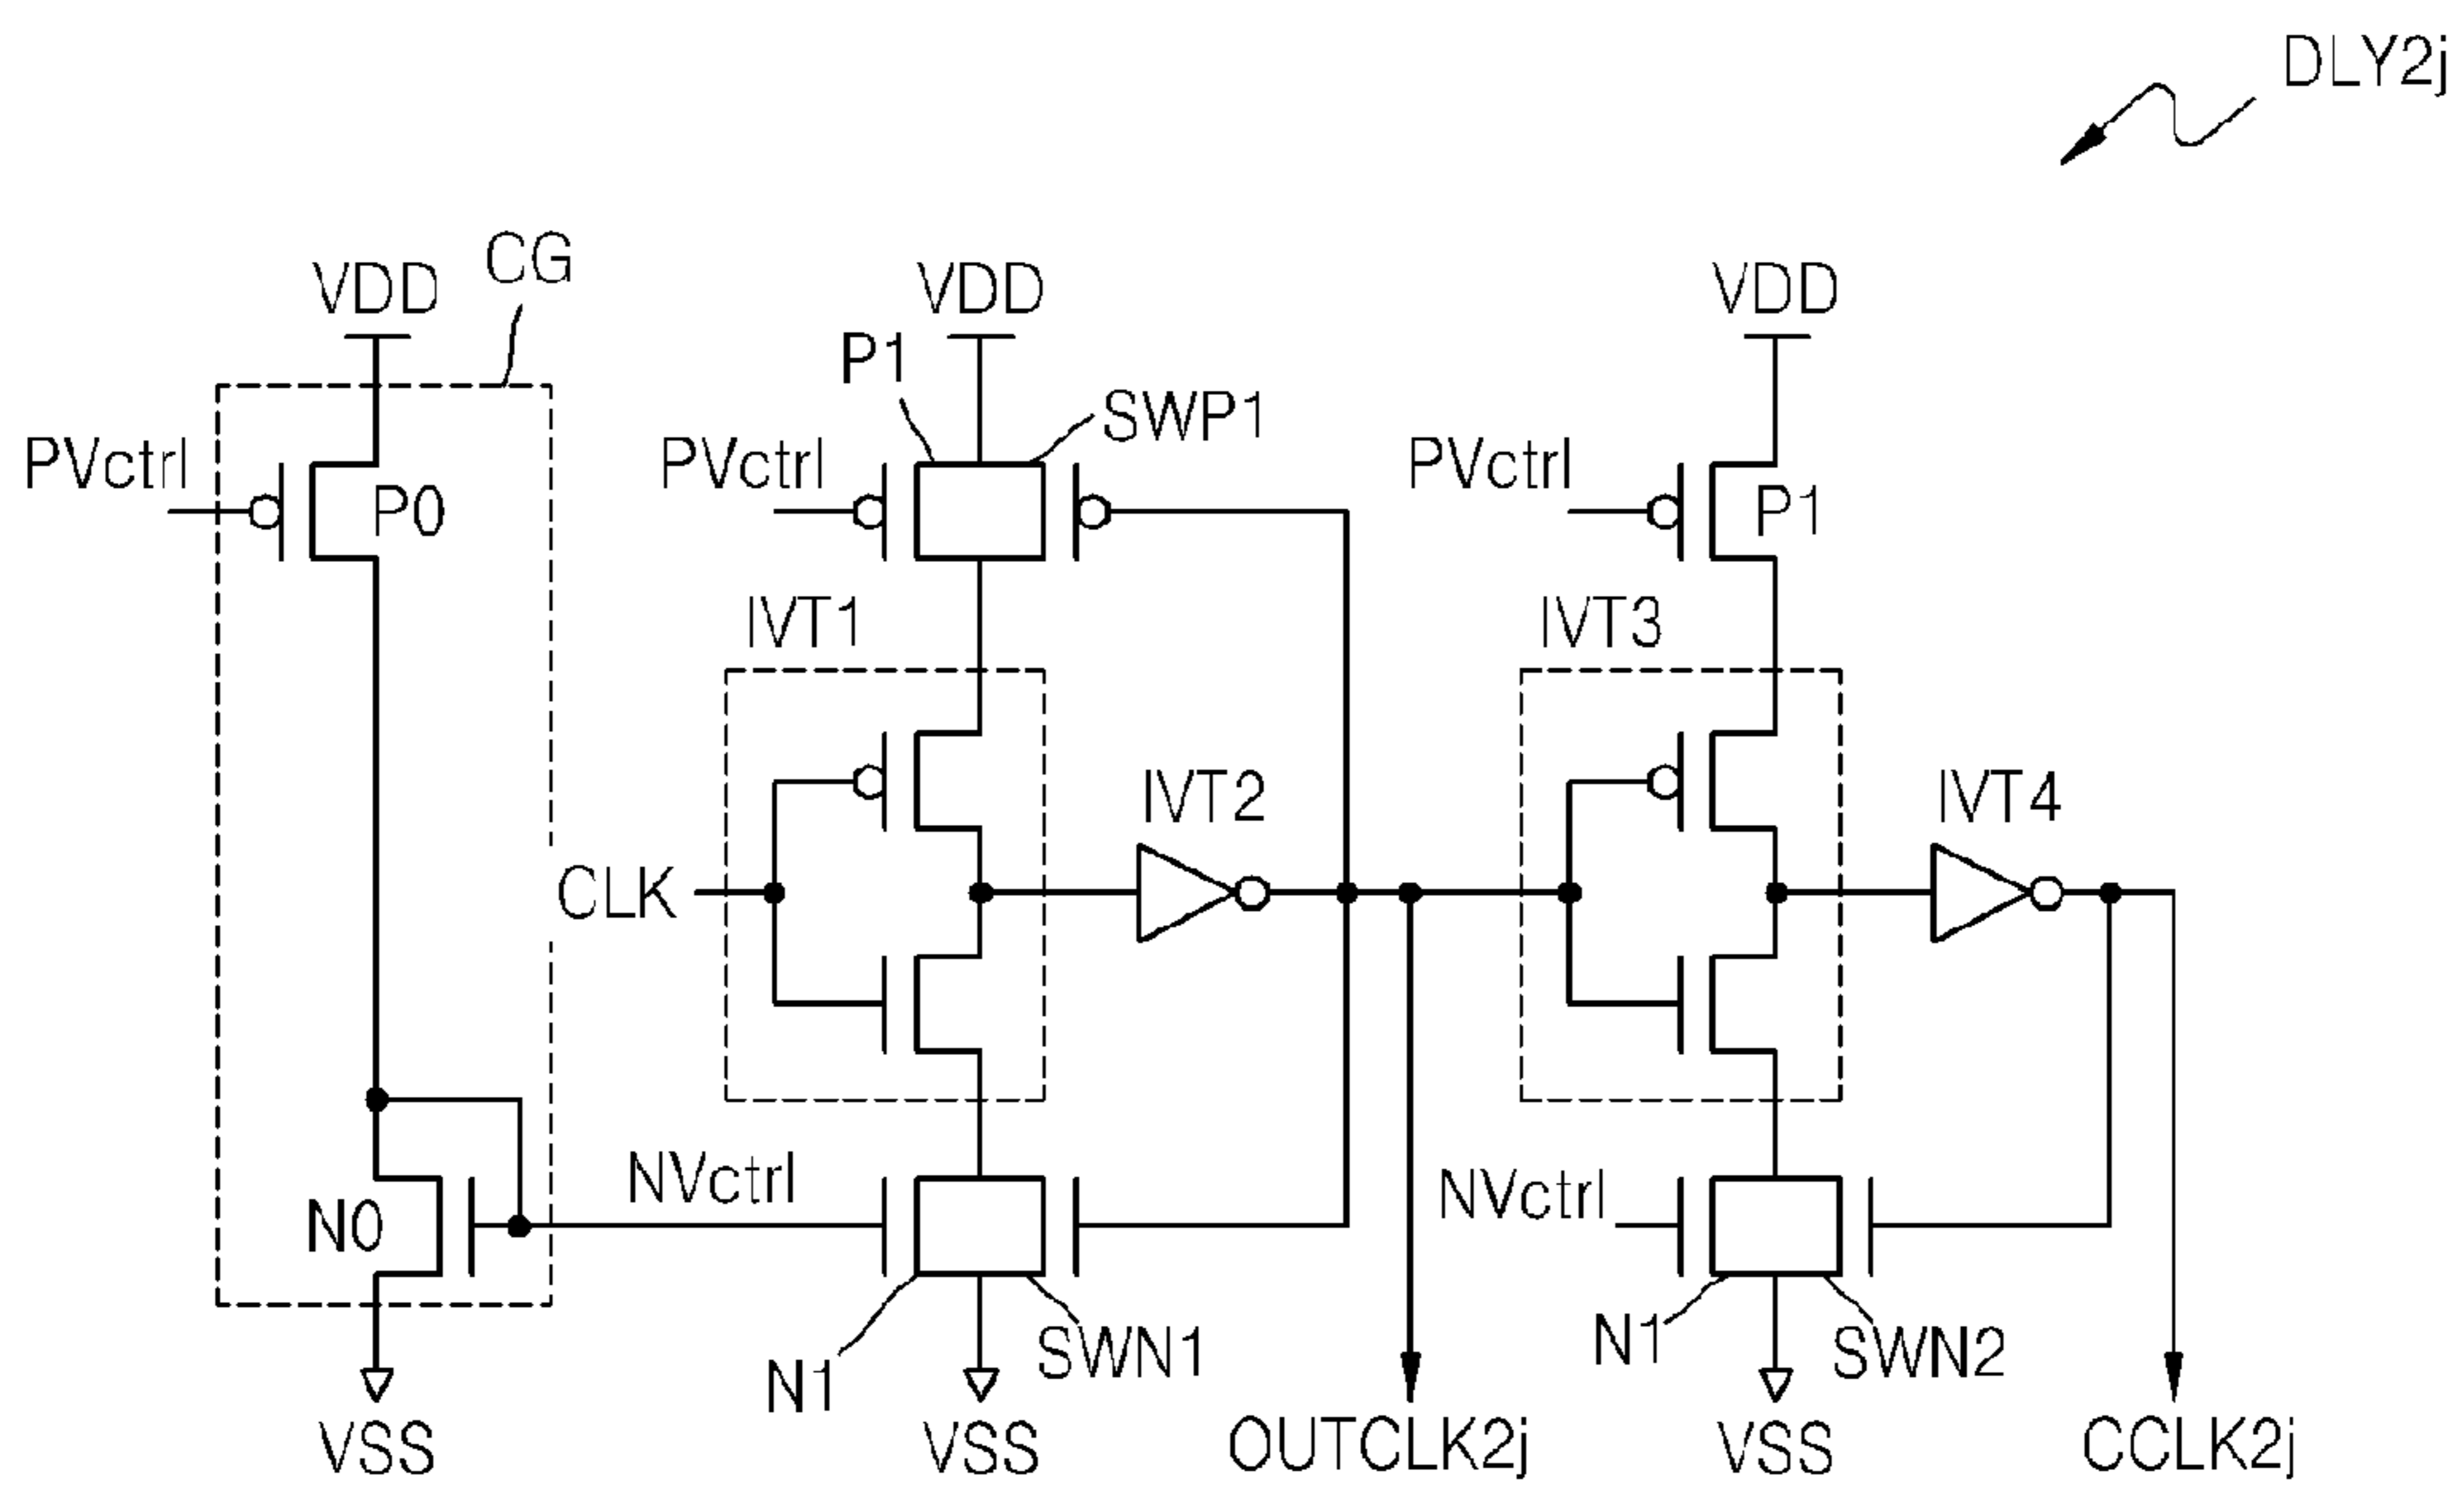 DLY2j
CG
VDD
VDD
VDD
P1
SWP1
PVctrl
PVctrl
PVctrl
P0
P1
IVT1
IVT3
IVT2
IVT4
CLK
NVctrl
NVctrl
N0
N1
SWN1
N1
SWN2
VSS
VSS
OUTCLK2j
VSS
CCLK2j